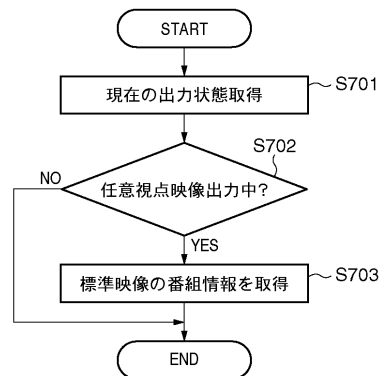 START
現在の出力状態取得
S701
S702
任意視点映像出力中?
NO
YES
標準映像の番組情報を取得
S703
END